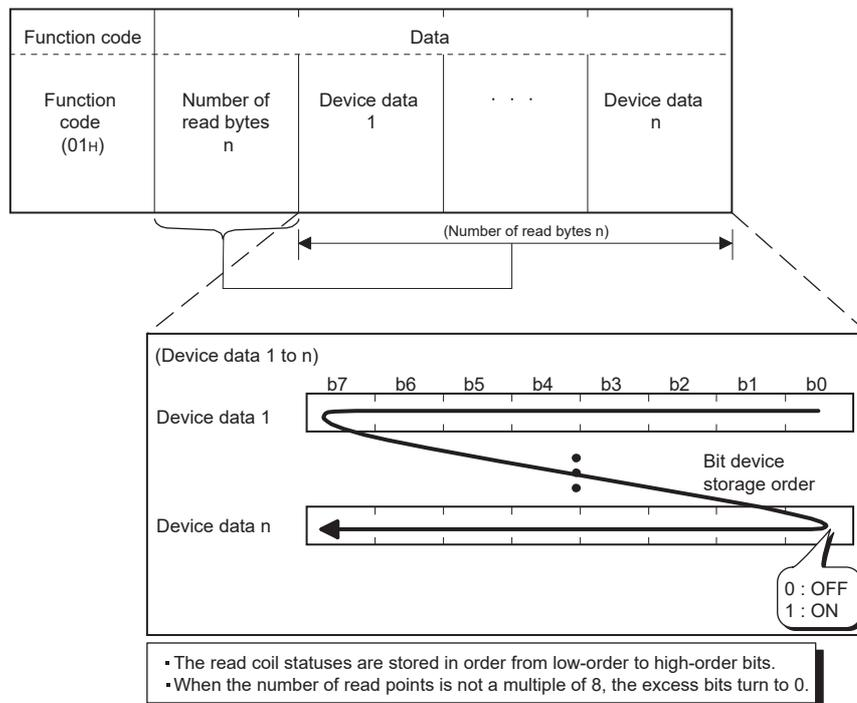 Function code Data
Function
code
(01H)
Number of
read bytes
n
Device data
1
· · ·
Device data
n
(Number of read bytes n)
(Device data 1 to n)
b7 b6 b5 b4 b3 b2 b1 b0
Device data 1
Bit device
storage order
Device data n
0 : OFF
1 : ON
▪ The read coil statuses are stored in order from low-order to high-order bits.
▪ When the number of read points is not a multiple of 8, the excess bits turn to 0.